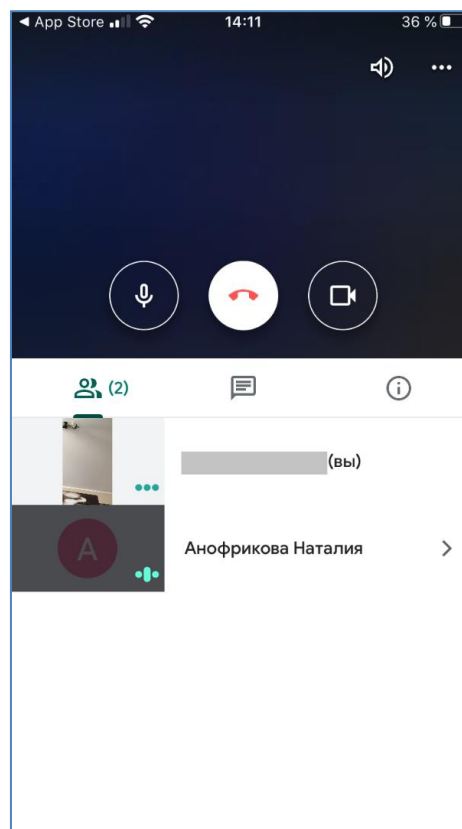 ◀ App Store 14:11 36 %
(2)
(вы)
А
Анофрикова Наталия